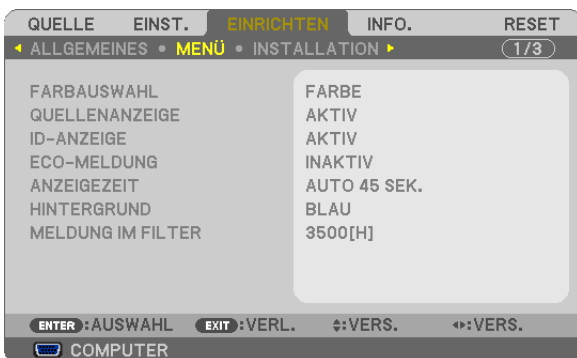 QUELLE EINST. EINRICHTEN INFO. RESET
ALLGEMEINES • MENÜ • INSTALLATION (1/3)
FARBAUSWAHL FARBE
QUELLENANZEIGE AKTIV
ID-ANZEIGE AKTIV
ECO-MELDUNG INAKTIV
ANZEIGEZEIT AUTO 45 SEK.
HINTERGRUND BLAU
MELDUNG IM FILTER 3500[H]
ENTER :AUSWAHL EXIT :VERL. :VERS. :VERS.
COMPUTER